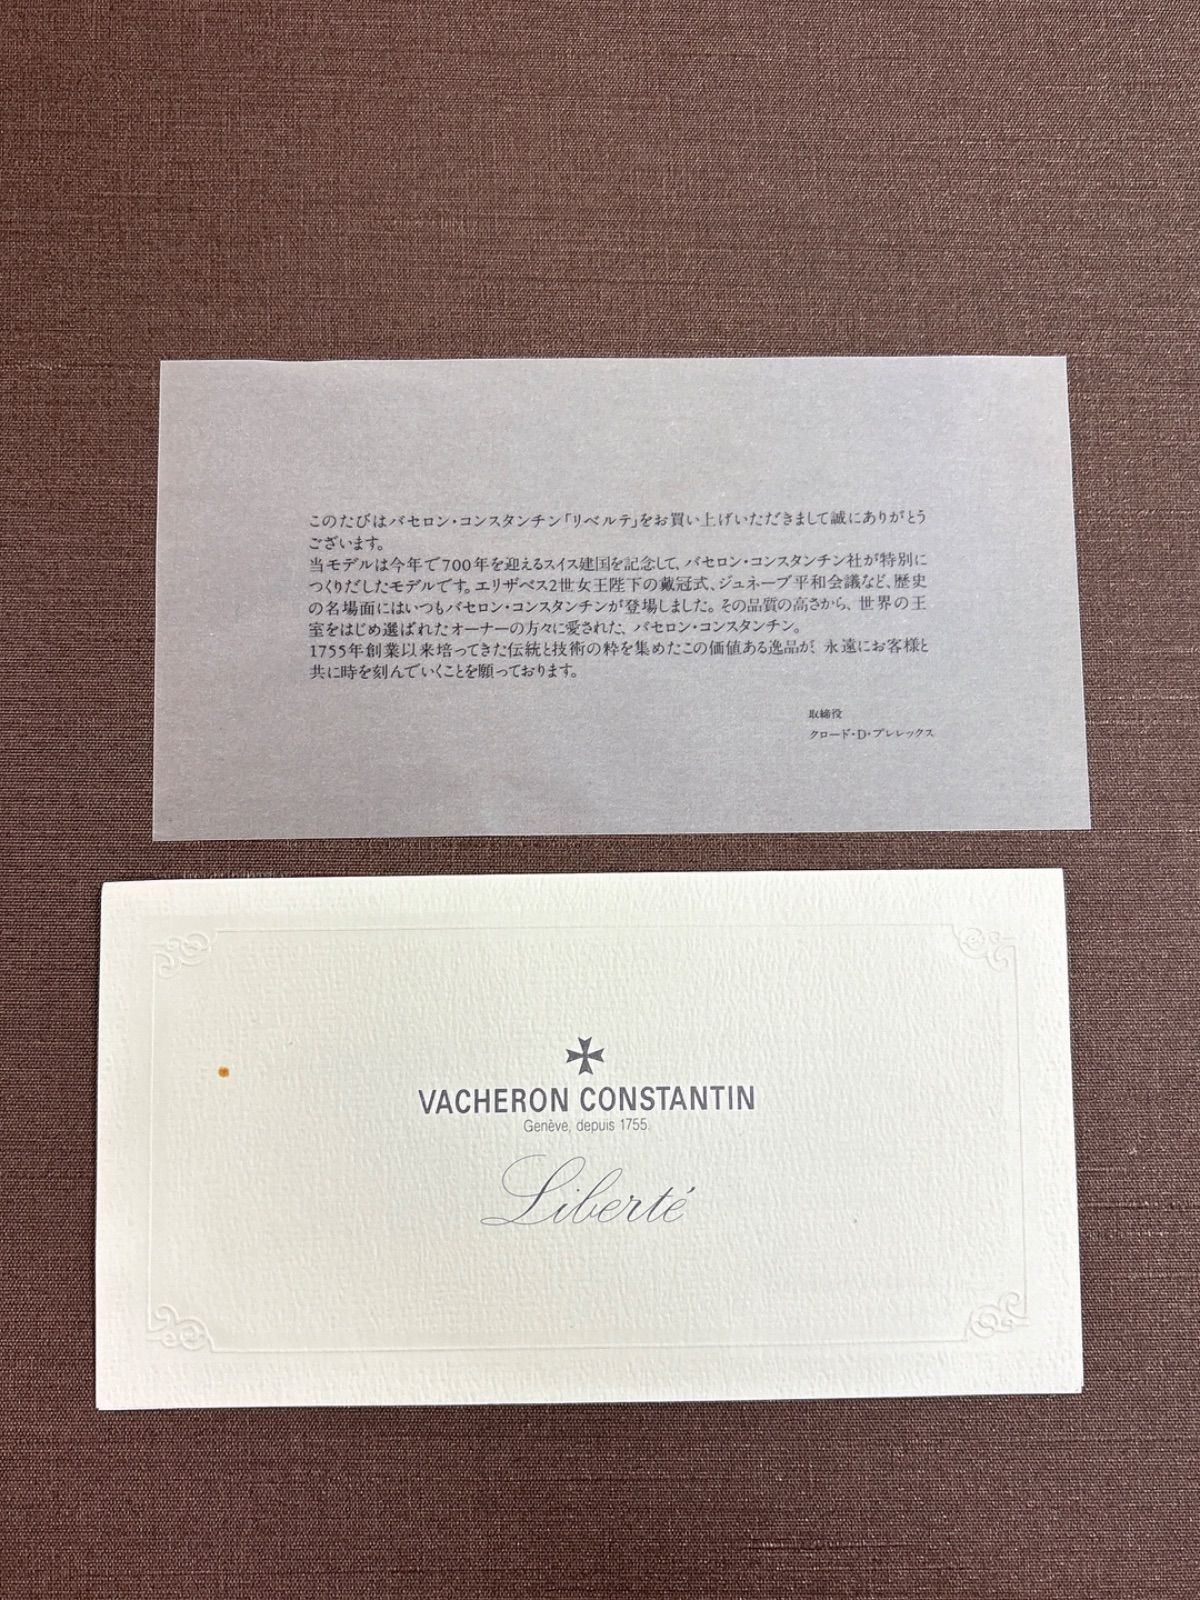 このたびはバセロン・コンスタンチン「リベルテ」をお買い上げいただきまして誠にありがとう
ございます。
当モデルは今年で700年を迎えるスイス建国を記念して、バセロン・コンスタンチン社が特別に
つくりだしたモデルです。エリザベス2世女王陛下の戴冠式、ジュネーブ平和会議など、歴史
の名場面にはいつもバセロン・コンスタンチンが登場しました。その品質の高さから、世界の王
室をはじめ選ばれたオーナーの方々に愛された、バセロン・コンスタンチン。
1755年創業以来培ってきた伝統と技術の粋を集めたこの価値ある逸品が、永遠にお客様と
共に時を刻んでいくことを願っております。
取締役
クロード・D・プレレックス
VACHERON CONSTANTIN
Genève, depuis 1755
Liberté